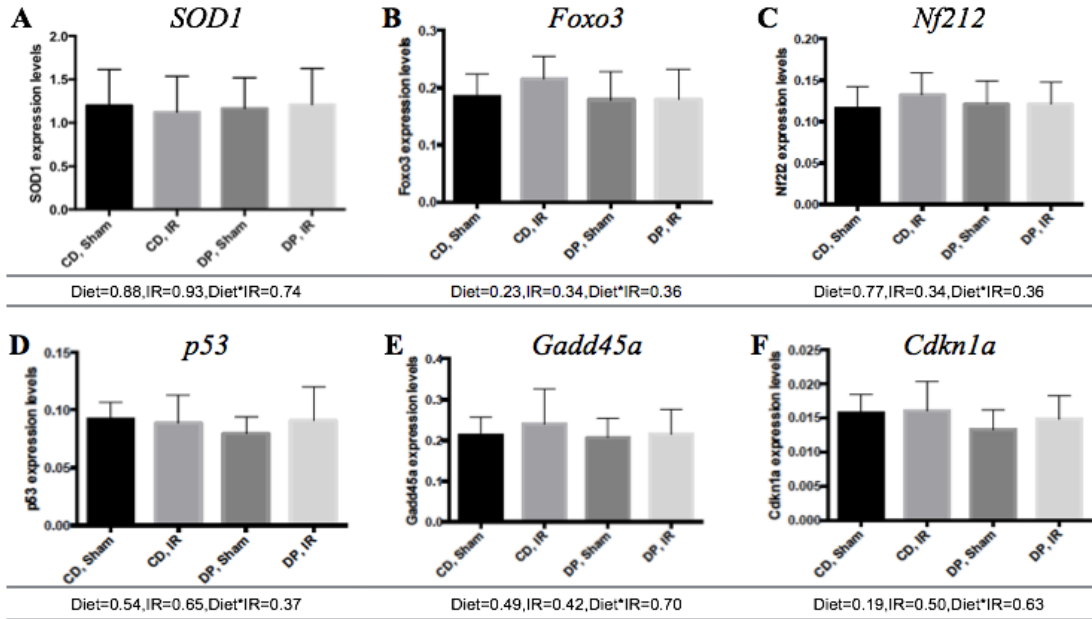 A
SOD1
SOD1 expression levels
2.0
1.5
1.0
0.5
0.0
CD, Sham
CD, IR
DP, Sham
DP, IR
Diet=0.88,IR=0.93,Diet*IR=0.74
B
Foxo3
Foxo3 expression levels
0.3
0.2
0.1
0.0
CD, Sham
CD, IR
DP, Sham
DP, IR
Diet=0.23,IR=0.34,Diet*IR=0.36
C
Nf212
Nf2l2 expression levels
0.20
0.15
0.10
0.05
0.00
CD, Sham
CD, IR
DP, Sham
DP, IR
Diet=0.77,IR=0.34,Diet*IR=0.36
D
p53
p53 expression levels
0.15
0.10
0.05
0.00
CD, Sham
CD, IR
DP, Sham
DP, IR
Diet=0.54,IR=0.65,Diet*IR=0.37
E
Gadd45a
Gadd45a expression levels
0.4
0.3
0.2
0.1
0.0
CD, Sham
CD, IR
DP, Sham
DP, IR
Diet=0.49,IR=0.42,Diet*IR=0.70
F
Cdkn1a
Cdkn1a expression levels
0.025
0.020
0.015
0.010
0.005
0.000
CD, Sham
CD, IR
DP, Sham
DP, IR
Diet=0.19,IR=0.50,Diet*IR=0.63